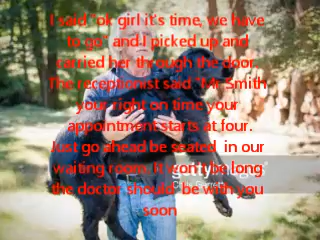 I said "ok girl it's time, we have
to go" and I picked up and
carried her through the door.
The receptionist said "Mr. Smith
your right on time your
appointment starts at four.
Just go ahead be seated in our
waiting room. It won't be long
the doctor should be with you
soon